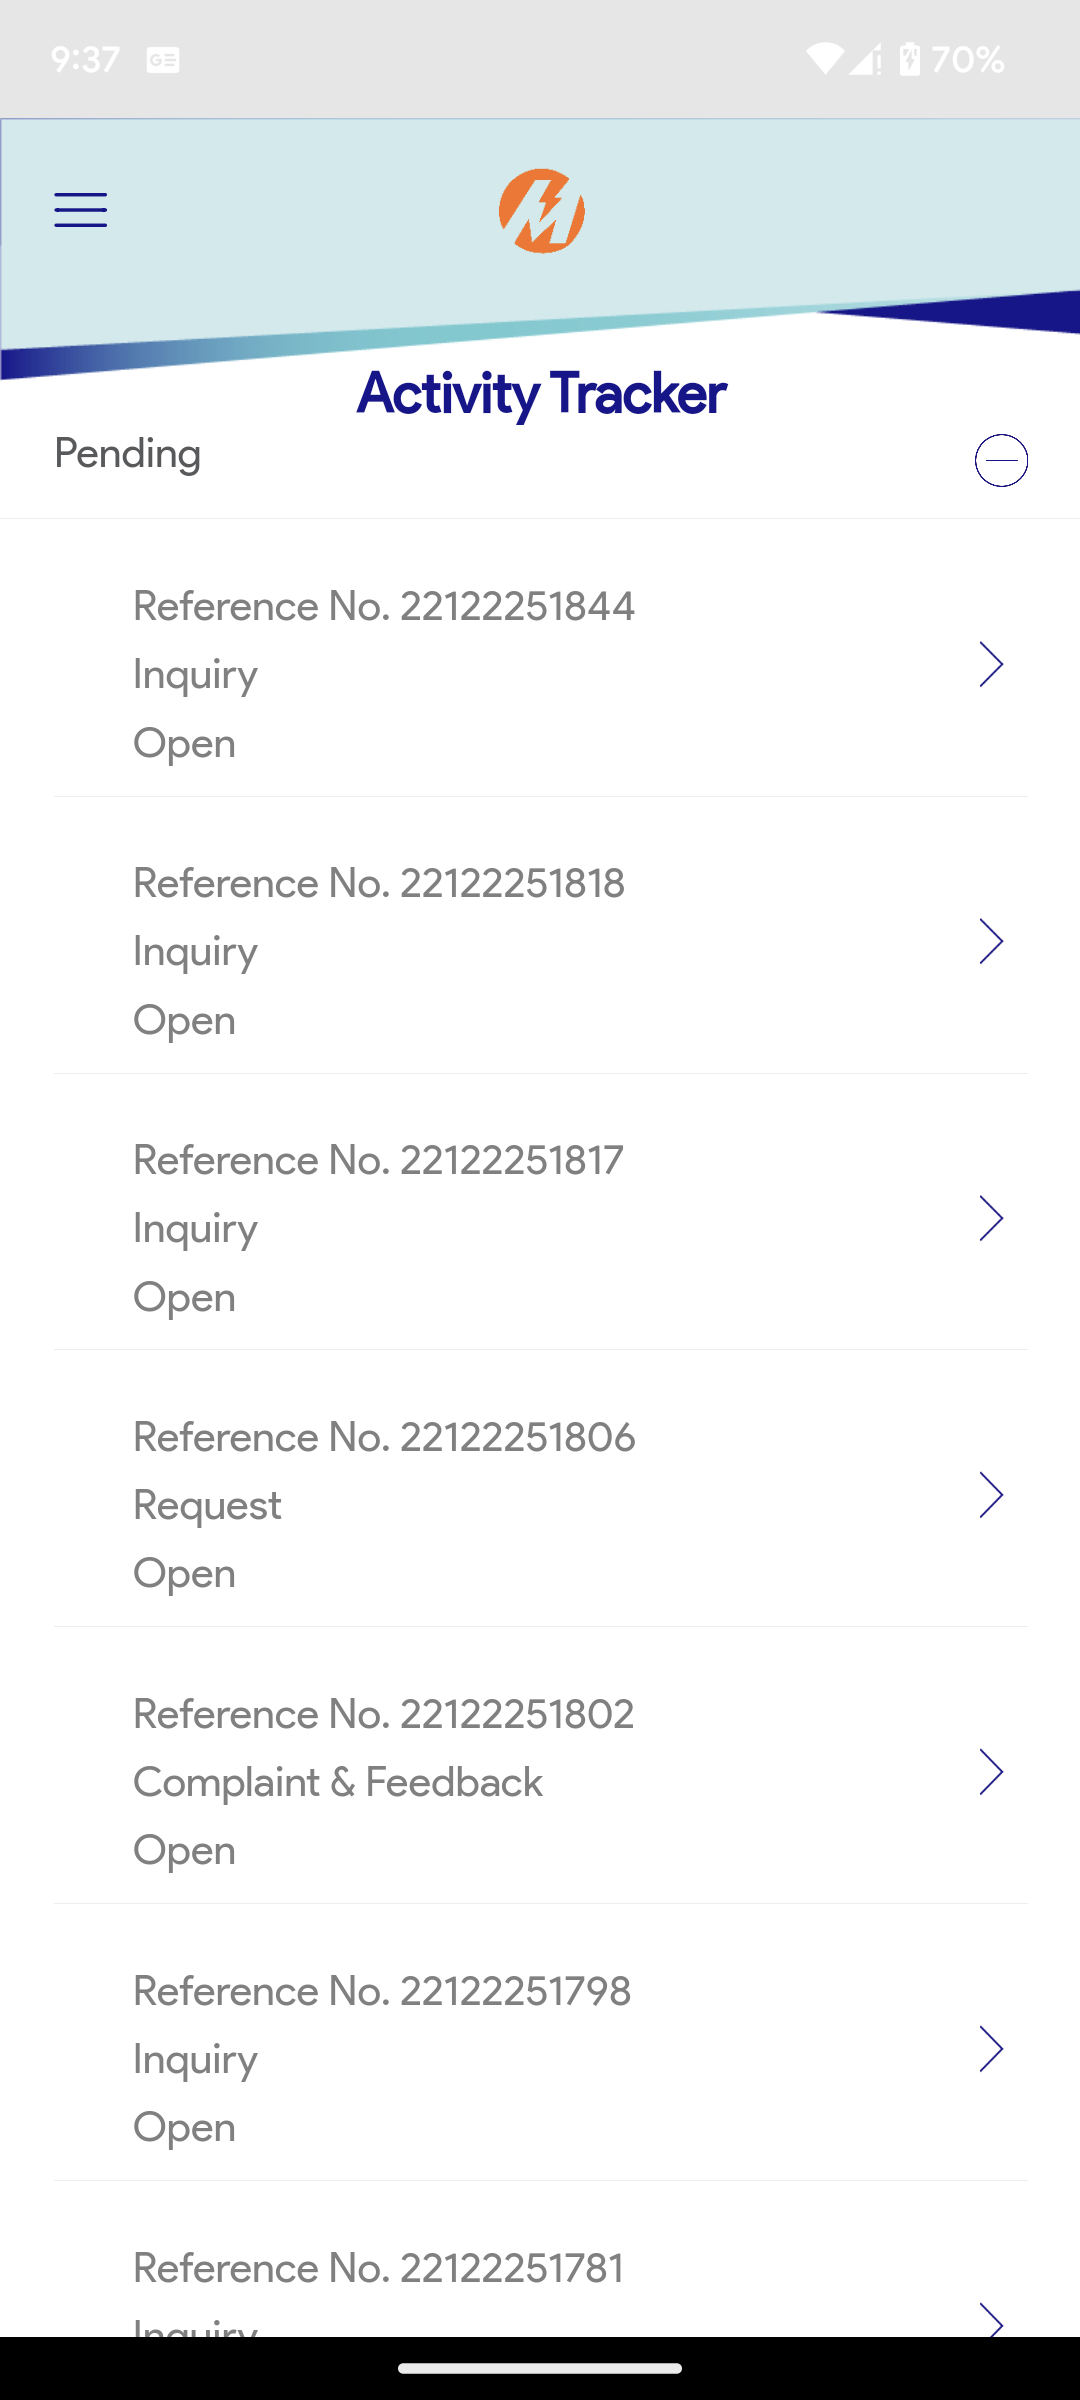 9:37
70%
Activity Tracker
Pending
Reference No. 22122251844
Inquiry
Open
Reference No. 22122251818
Inquiry
Open
Reference No. 22122251817
Inquiry
Open
Reference No. 22122251806
Request
Open
Reference No. 22122251802
Complaint & Feedback
Open
Reference No. 22122251798
Inquiry
Open
Reference No. 22122251781
Inquiry